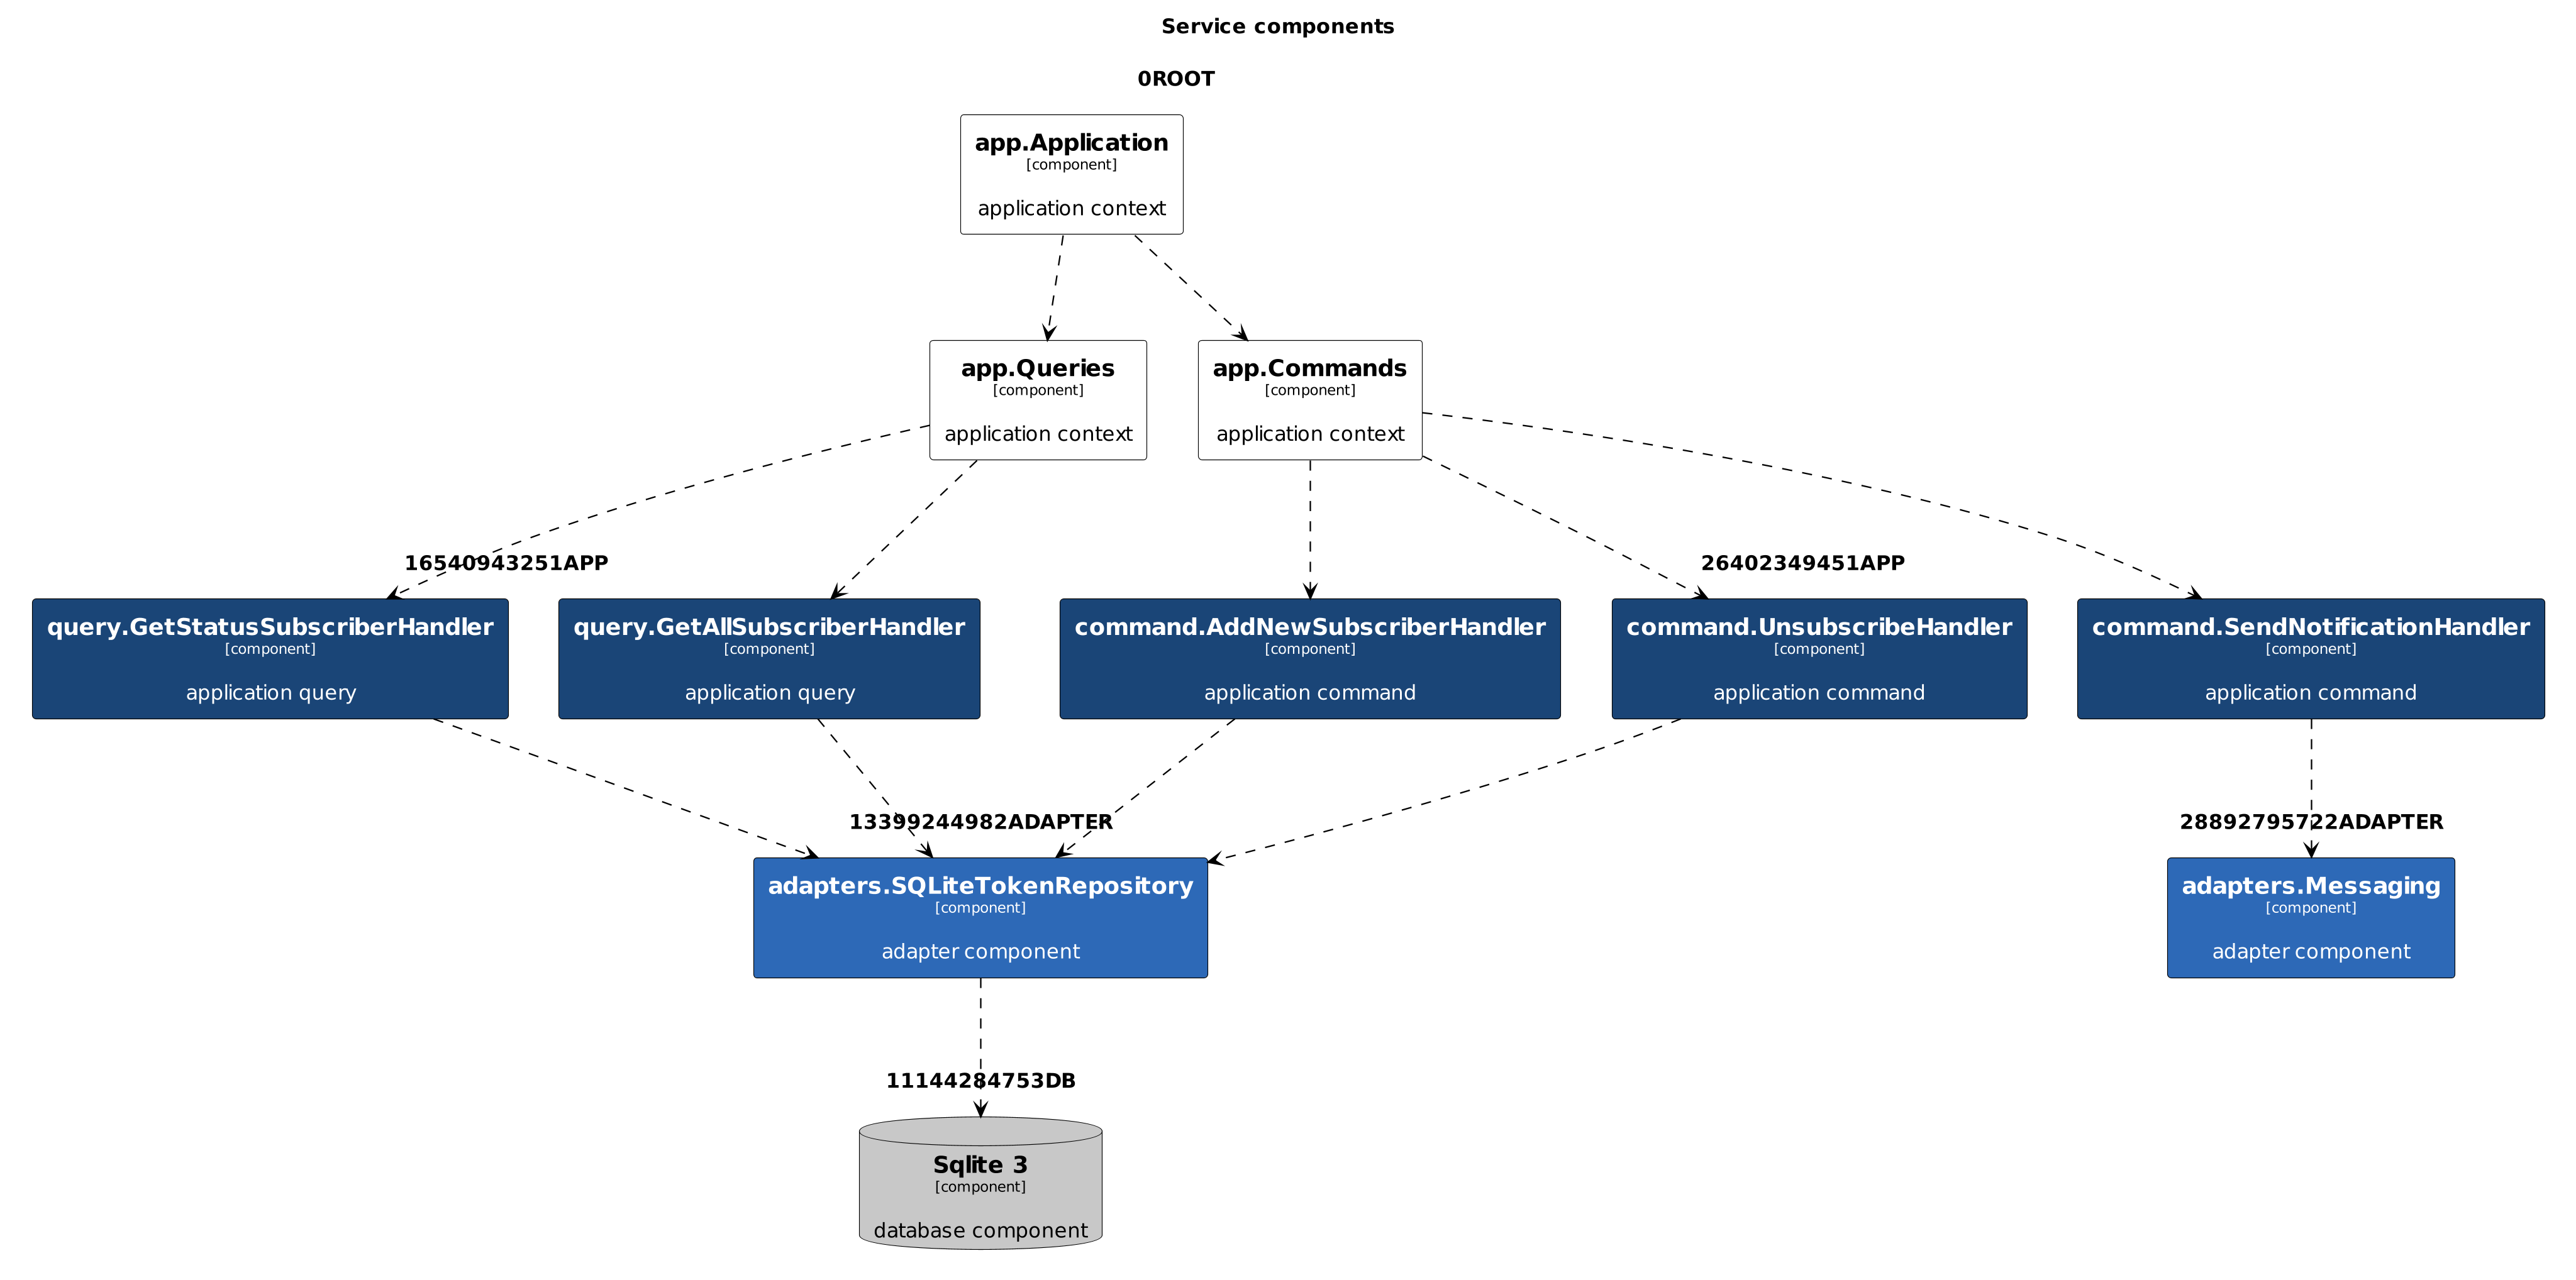 Service components
0ROOT
app.Application
[component]
application context
app.Queries
[component]
application context
app.Commands
[component]
application context
16540943251APP
26402349451APP
query.GetStatusSubscriberHandler
[component]
application query
query.GetAllSubscriberHandler
[component]
application query
command.AddNewSubscriberHandler
[component]
application command
command.UnsubscribeHandler
[component]
application command
command.SendNotificationHandler
[component]
application command
13399244982ADAPTER
28892795722ADAPTER
adapters.SQLiteTokenRepository
[component]
adapter component
adapters.Messaging
[component]
adapter component
11144284753DB
Sqlite 3
[component]
database component